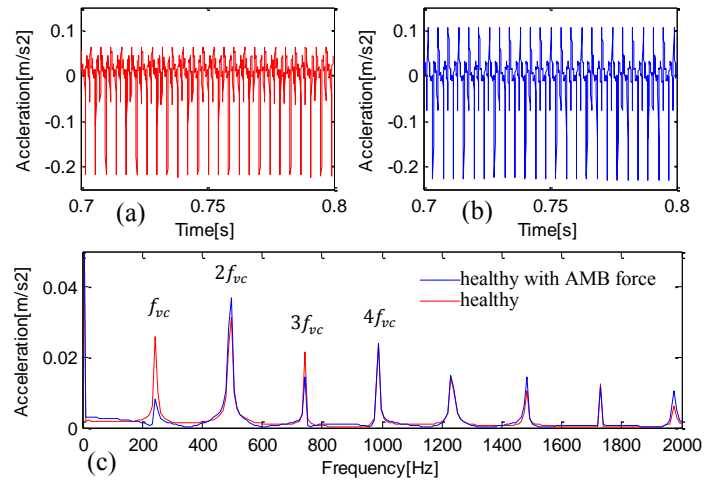 0.1
0
-0.1
-0.2
Accleration[m/s2]
0.7
0.75
0.8
(a)
Time[s]
0.1
0
-0.1
-0.2
Accleration[m/s2]
0.7
0.75
0.8
(b)
Time[s]
0.04
0.02
0
Acceleration[m/s2]
f_vc
2f_vc
3f_vc
4f_vc
healthy with AMB force
healthy
0
200
400
600
800
1000
1200
1400
1600
1800
2000
(c)
Frequency[Hz]